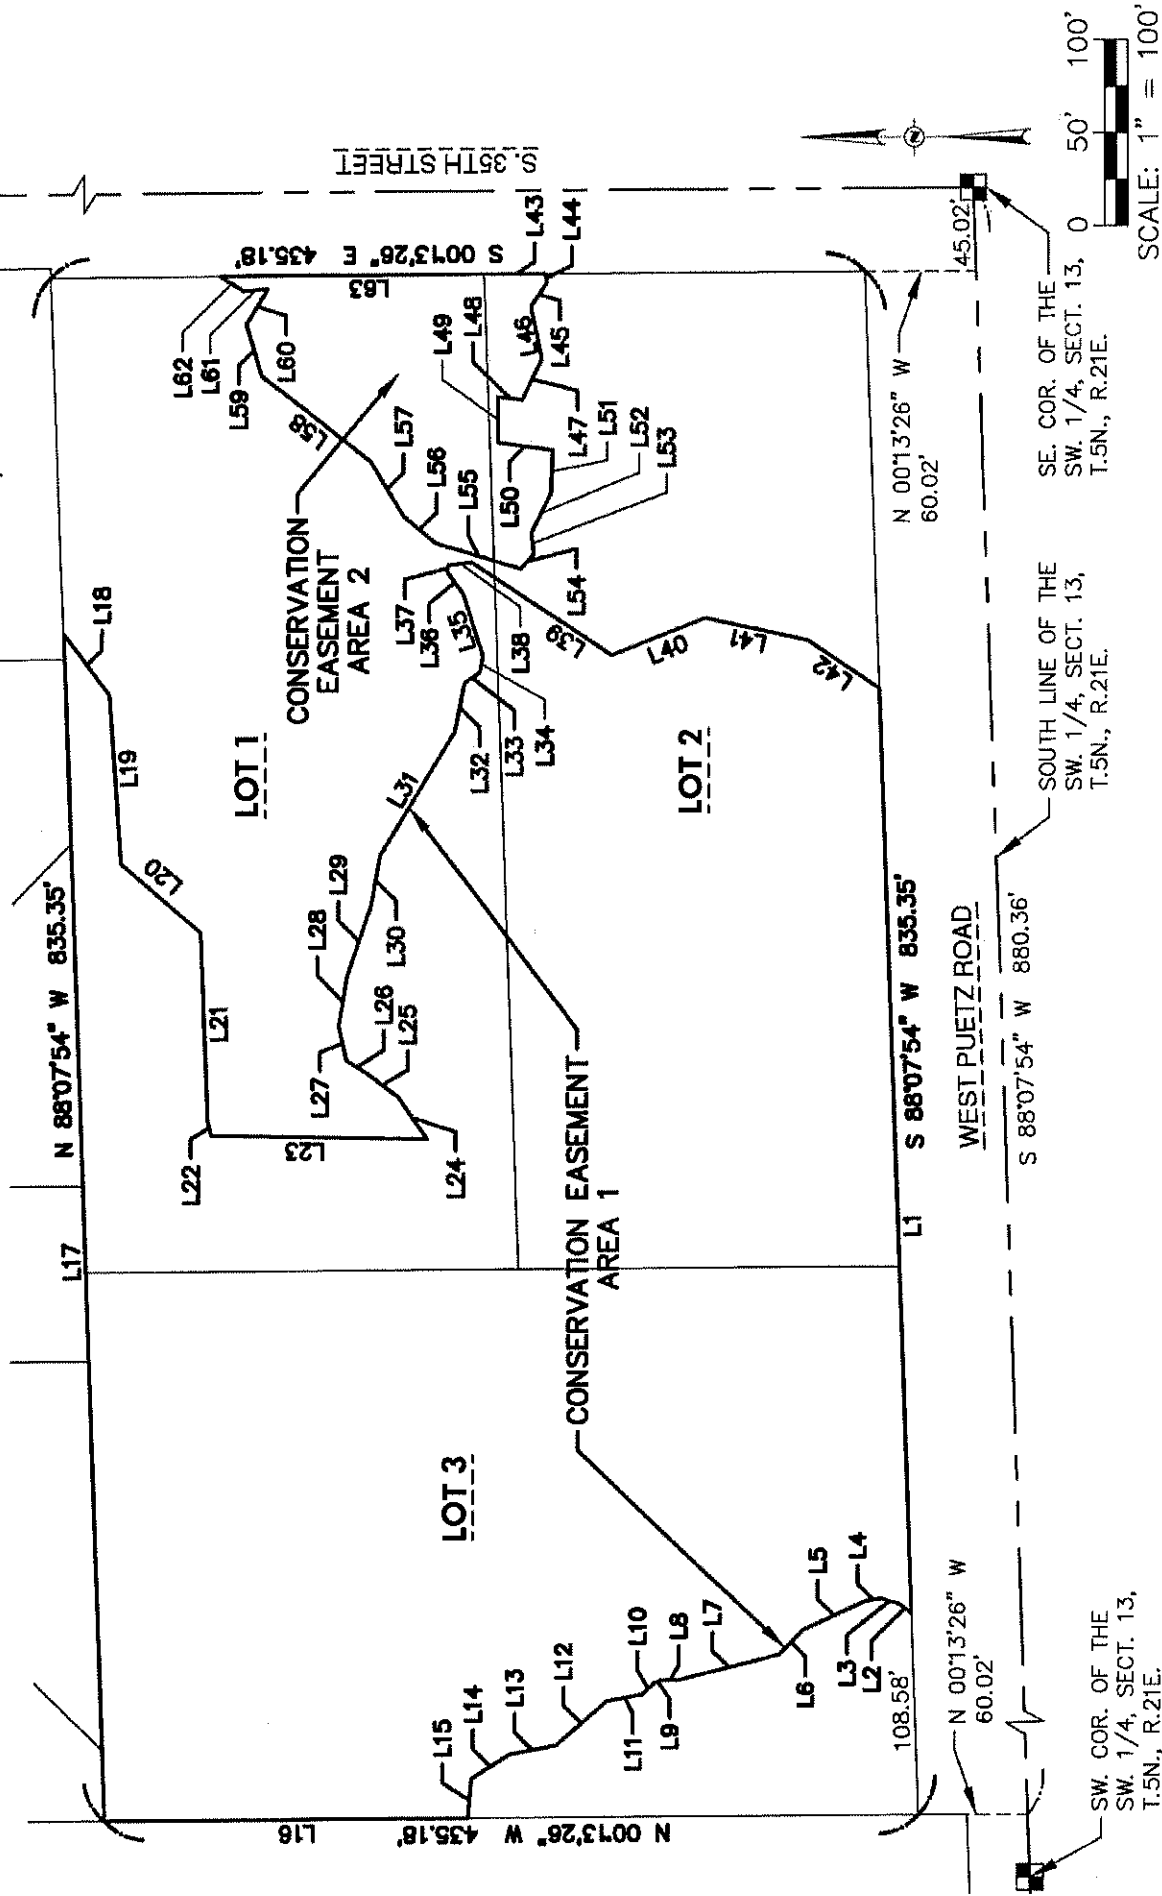 S. 35TH STREET
N 88°07'54" W 835.35'
L17
L18
L19
L20
L21
L22
L23
L24
L25
L26
L27
L28
L29
L30
L31
L32
L33
L34
L35
L36
L37
L38
L39
L40
L41
L42
S 00°13'26" E
435.18'
L43
L44
L45
L46
L47
L48
L49
L50
L51
L52
L53
L54
L55
L56
L57
L58
L59
L60
L61
L62
L63
LOT 1
CONSERVATION
EASEMENT
AREA 2
LOT 2
LOT 3
CONSERVATION EASEMENT
AREA 1
L16
N 00°13'26" W 435.18'
L15
L14
L13
L12
L11
L10
L9
L8
L7
L6
L5
L4
L3
L2
108.58'
L1
S 88°07'54" W 835.35'
WEST PUETZ ROAD
S 88°07'54" W 880.36'
N 00°13'26" W
60.02'
N 00°13'26" W
60.02'
45.02'
SW. COR. OF THE
SW. 1/4, SECT. 13,
T.5N., R.21E.
SOUTH LINE OF THE
SW. 1/4, SECT. 13,
T.5N., R.21E.
SE. COR. OF THE
SW. 1/4, SECT. 13,
T.5N., R.21E.
N
0 50' 100'
SCALE: 1" = 100'